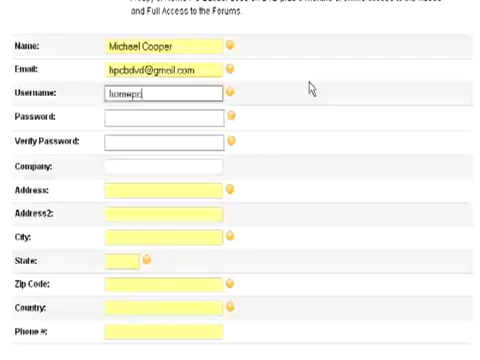 and Full Access to the Forums.
Name: Michael Cooper
Email: hpcbdvd@gmail.com
Username: homepc
Password:
Verify Password:
Company:
Address:
Address2:
City:
State:
Zip Code:
Country:
Phone #: